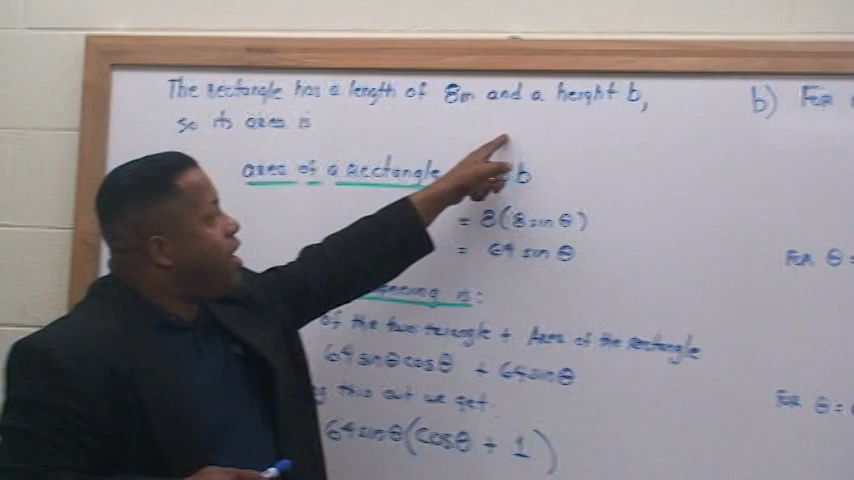 The rectangle has a length of 8m and a height b,
so its area is
area of a rectangle b
= 8(8 sin θ)
= 64 sin θ
opening is:
of the two triangle + Area of the rectangle
64 sin θ cos θ + 64 sin θ
this out we get.
64 sin θ (cos θ + 1)
b) For
For θ =
For θ =